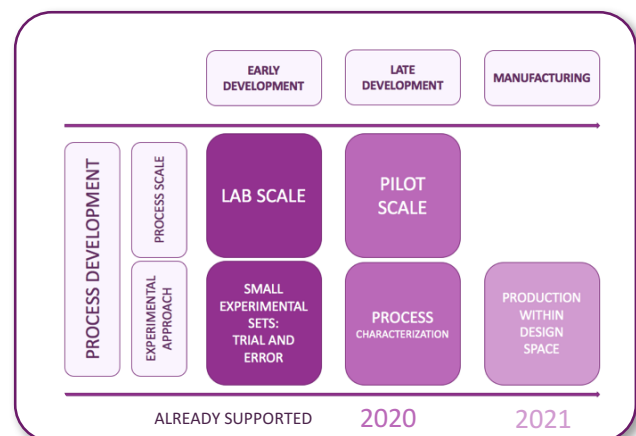 EARLY
DEVELOPMENT
LATE
DEVELOPMENT
MANUFACTURING
PROCESS DEVELOPMENT
PROCESS SCALE
LAB SCALE
PILOT
SCALE
EXPERIMENTAL
APPROACH
SMALL
EXPERIMENTAL
SETS:
TRIAL AND
ERROR
PROCESS
CHARACTERIZATION
PRODUCTION
WITHIN
DESIGN
SPACE
ALREADY SUPPORTED
2020
2021